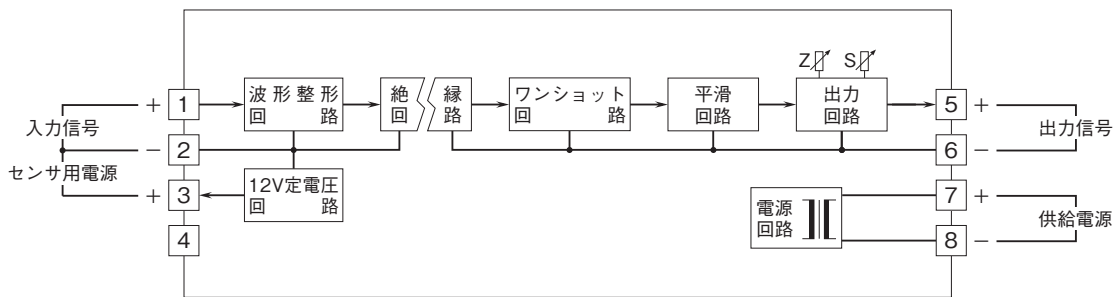 Z S
1 + 入力信号 − 2
センサ用電源 + 3
4
波形整形
回 路
絶 縁
回 路
ワンショット
回 路
平滑
回路
出力
回路
12V定電圧
回 路
電源
回路
5 + 出力信号
6 −
7 + 供給電源
8 −